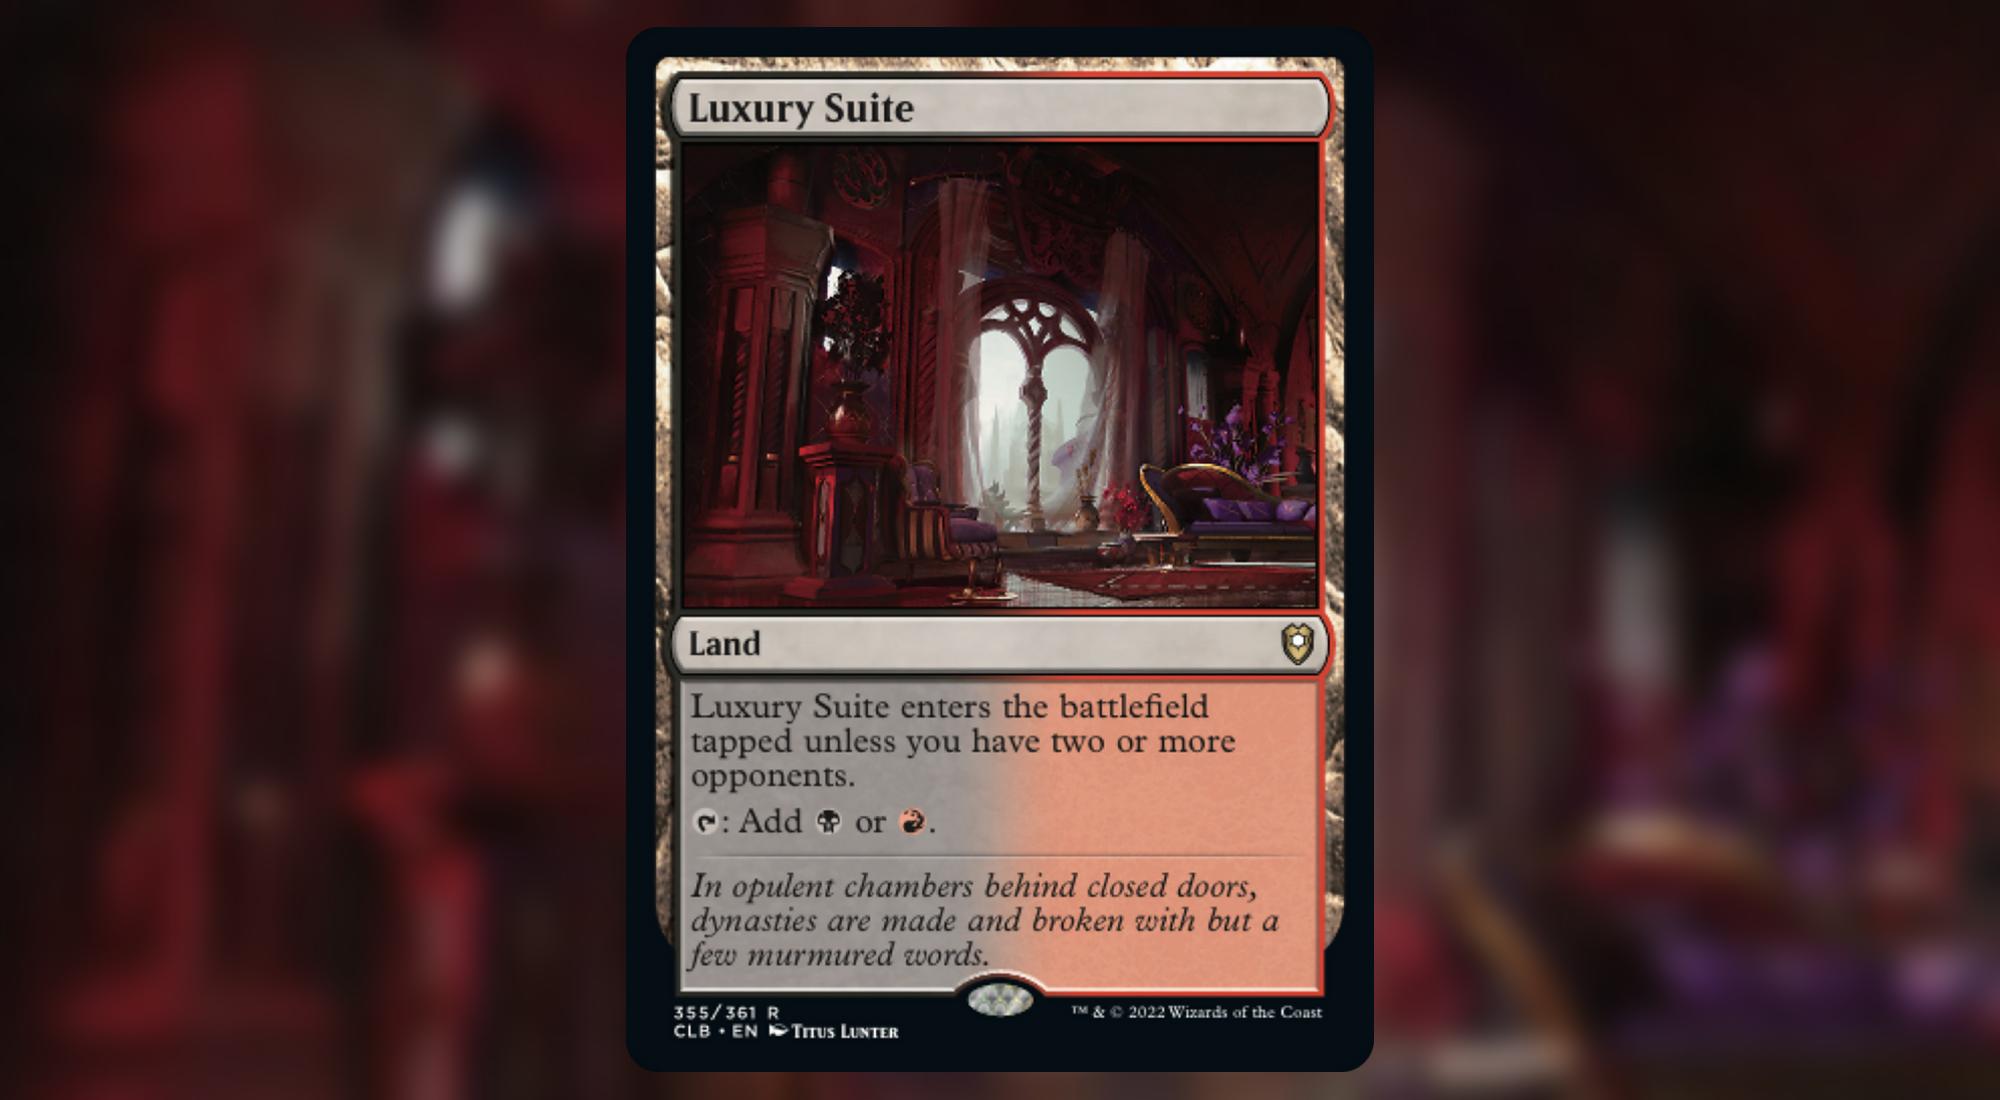 Luxury Suite
Land
Luxury Suite enters the battlefield
tapped unless you have two or more
opponents.
: Add or .
In opulent chambers behind closed doors,
dynasties are made and broken with but a
few murmured words.
355/361 R
CLB • EN Titus Lunter
™ & © 2022 Wizards of the Coast